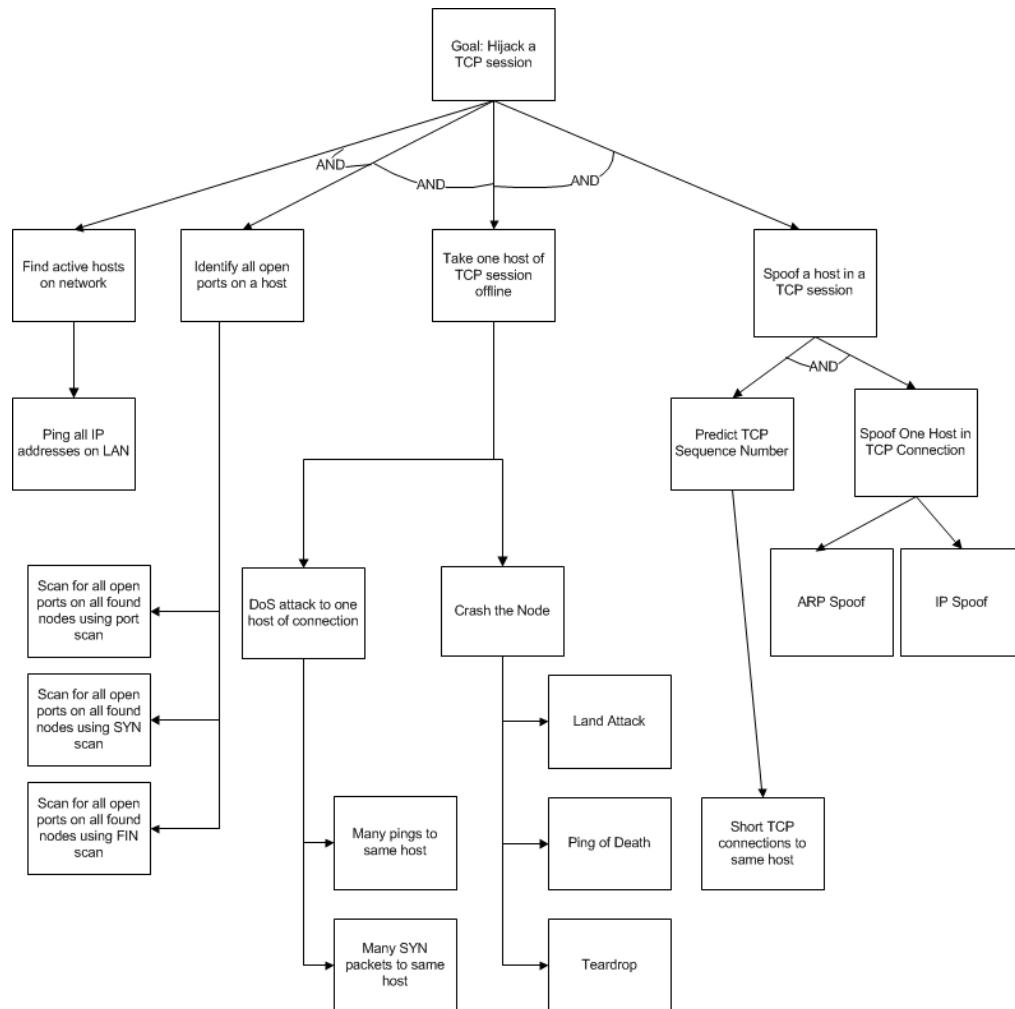 Goal: Hijack a
TCP session
AND
AND
AND
Find active hosts
on network
Identify all open
ports on a host
Take one host of
TCP session
offline
Spoof a host in a
TCP session
AND
Ping all IP
addresses on LAN
Predict TCP
Sequence Number
Spoof One Host in
TCP Connection
Scan for all open
ports on all found
nodes using port
scan
DoS attack to one
host of connection
Crash the Node
ARP Spoof
IP Spoof
Scan for all open
ports on all found
nodes using SYN
scan
Land Attack
Scan for all open
ports on all found
nodes using FIN
scan
Many pings to
same host
Ping of Death
Short TCP
connections to
same host
Many SYN
packets to same
host
Teardrop